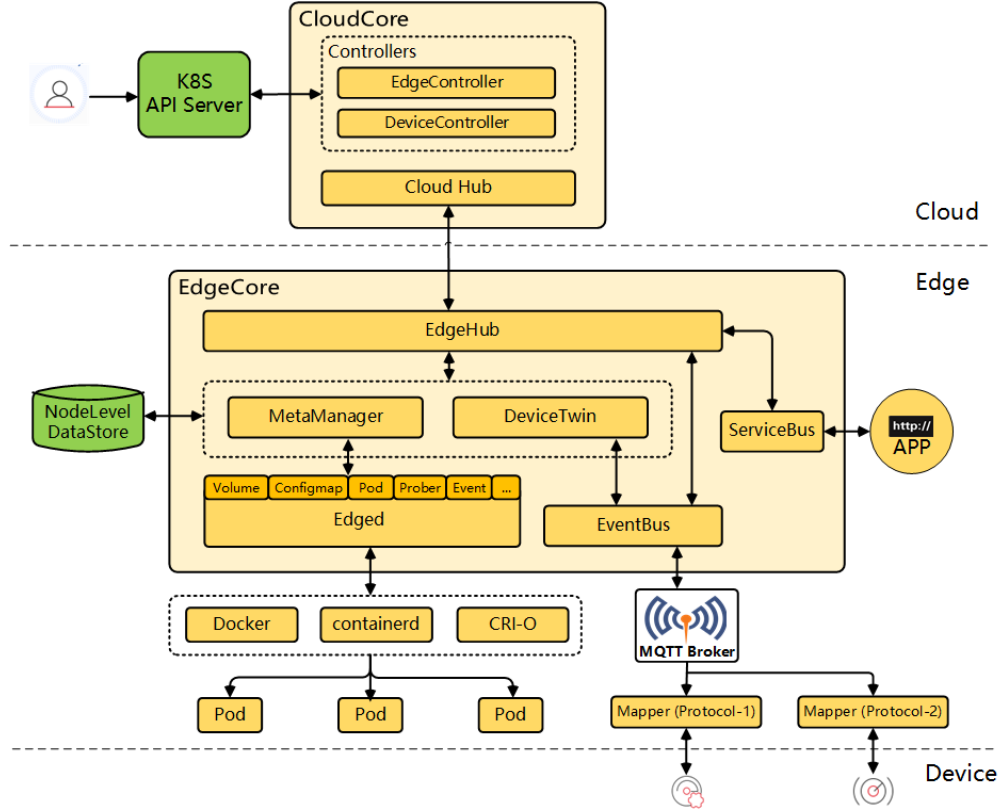 CloudCore
Controllers
EdgeController
DeviceController
K8S
API Server
Cloud Hub
Cloud
Edge
EdgeCore
EdgeHub
NodeLevel
DataStore
MetaManager
DeviceTwin
ServiceBus
http://
APP
Volume
Configmap
Pod
Prober
Event
...
Edged
EventBus
Docker
containerd
CRI-O
MQTT Broker
Pod
Pod
Pod
Mapper (Protocol-1)
Mapper (Protocol-2)
Device